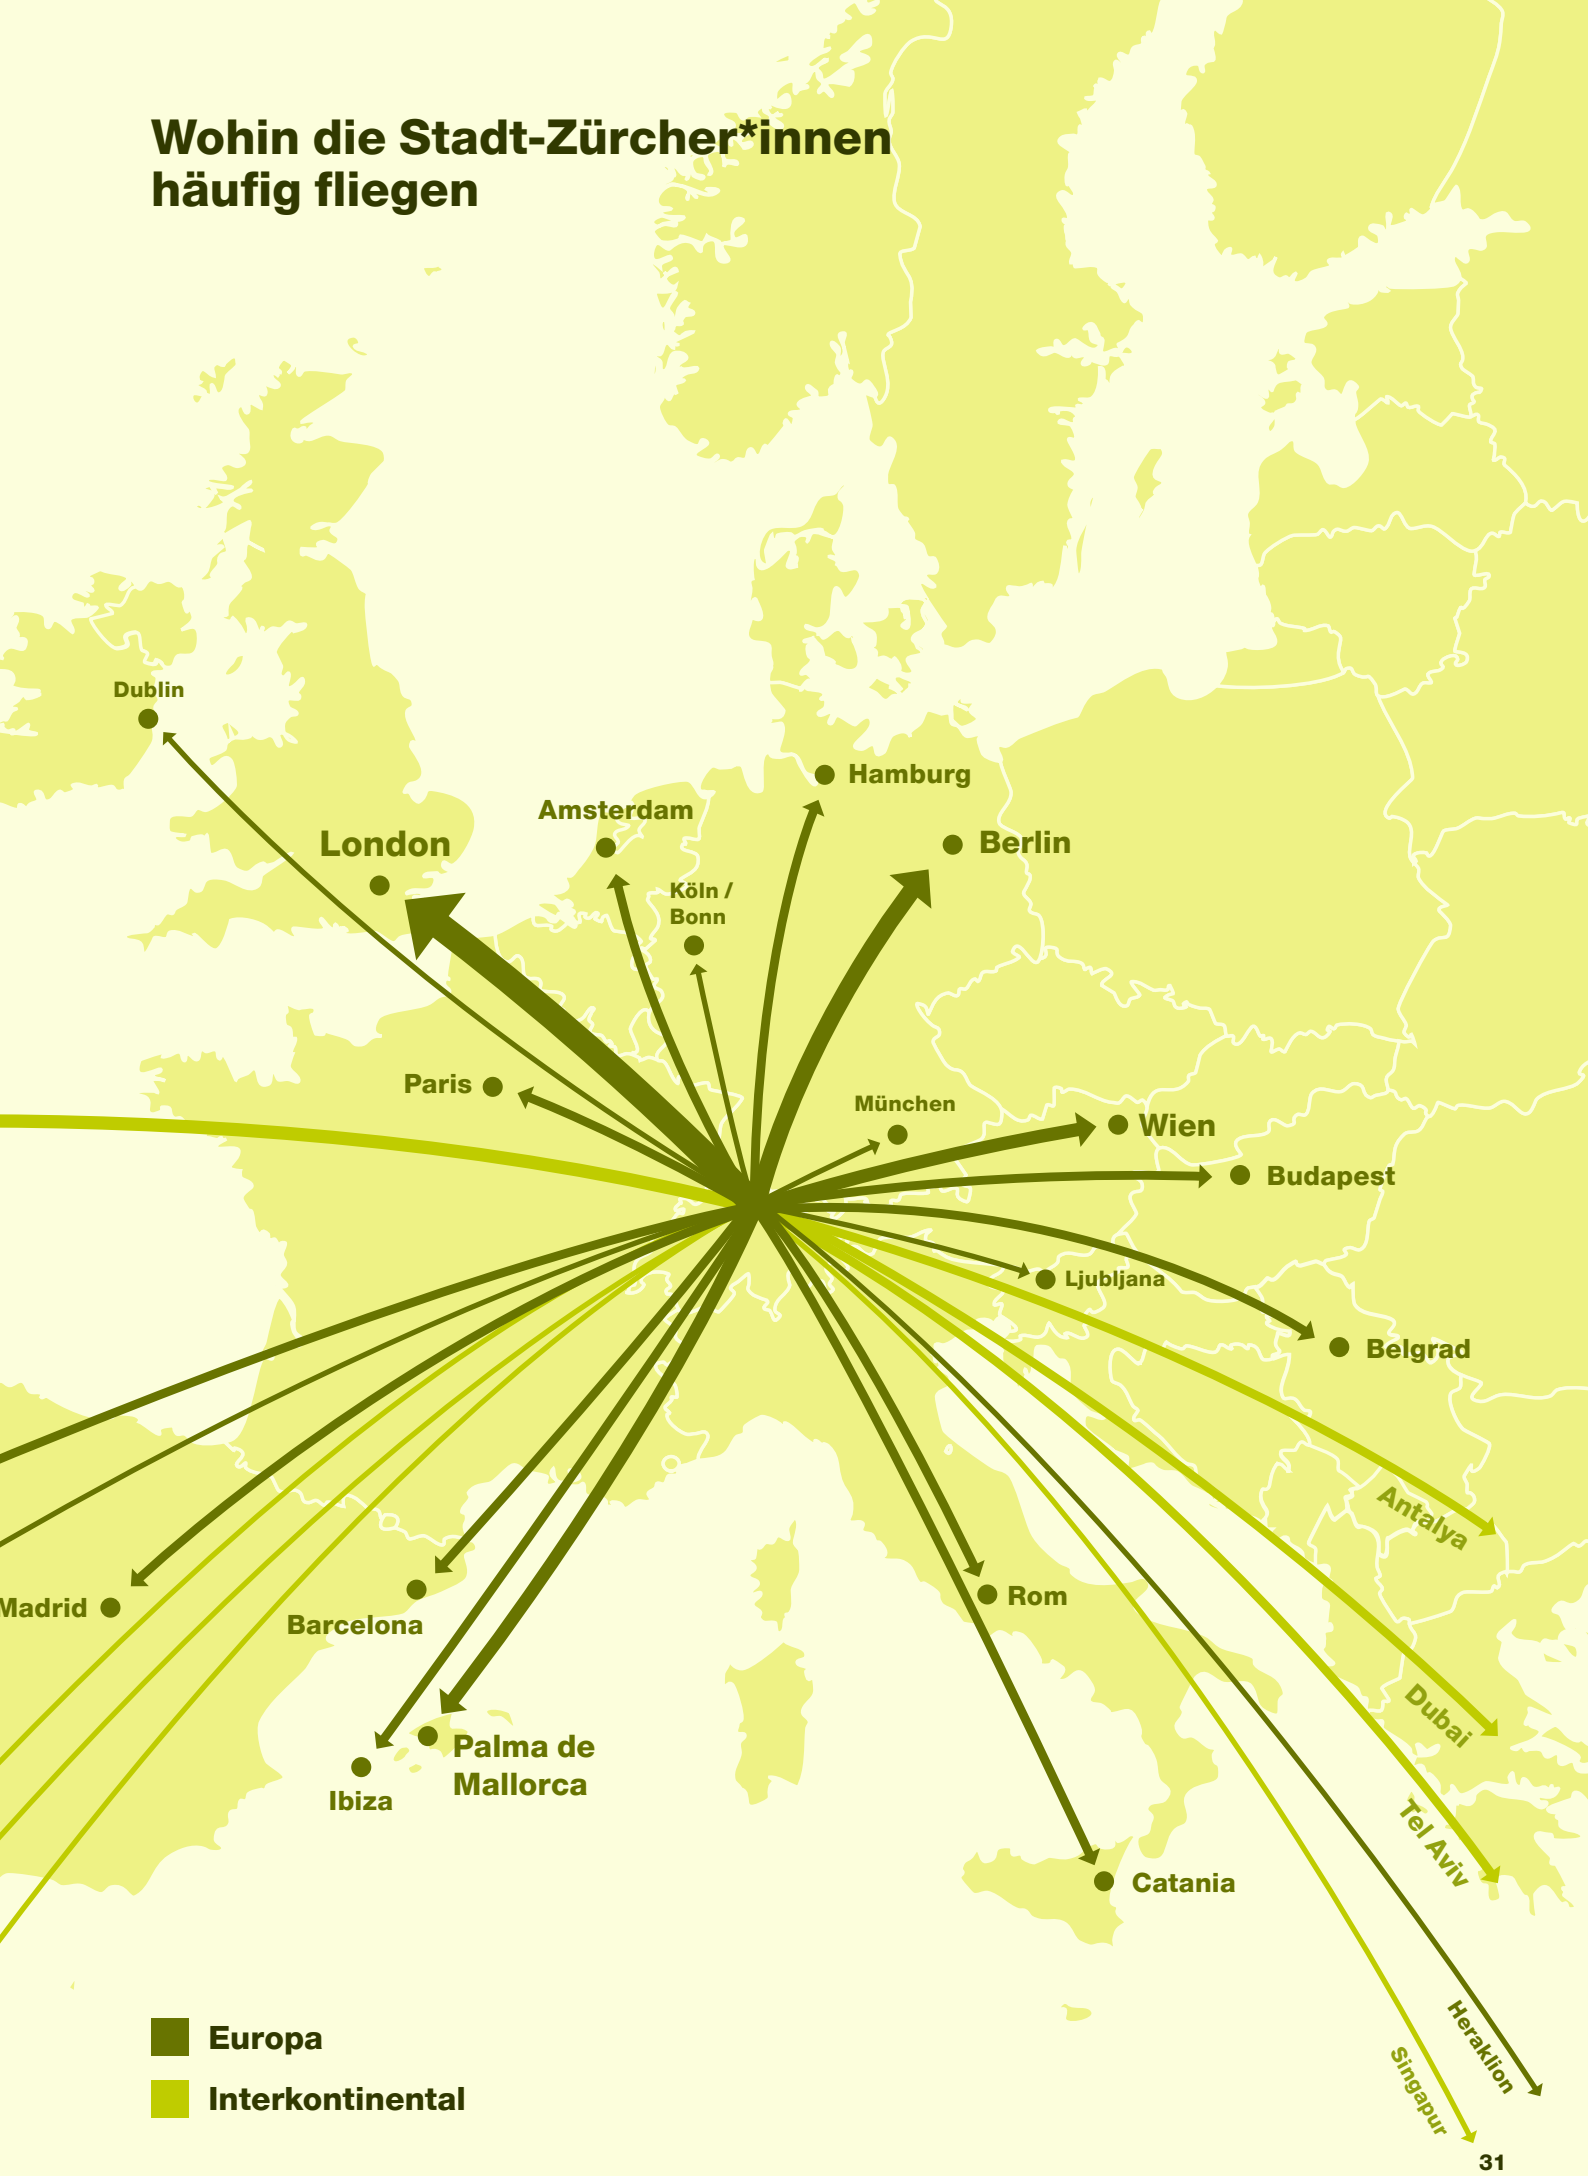 Wohin die Stadt-Zürcher*innen
häufig fliegen
Dublin
Hamburg
Amsterdam
London
Berlin
Köln /
Bonn
Paris
München
Wien
Budapest
Ljubljana
Belgrad
Antalya
Madrid
Barcelona
Rom
Dubai
Palma de
Mallorca
Ibiza
Tel Aviv
Catania
Heraklion
Singapur
Europa
Interkontinental
31